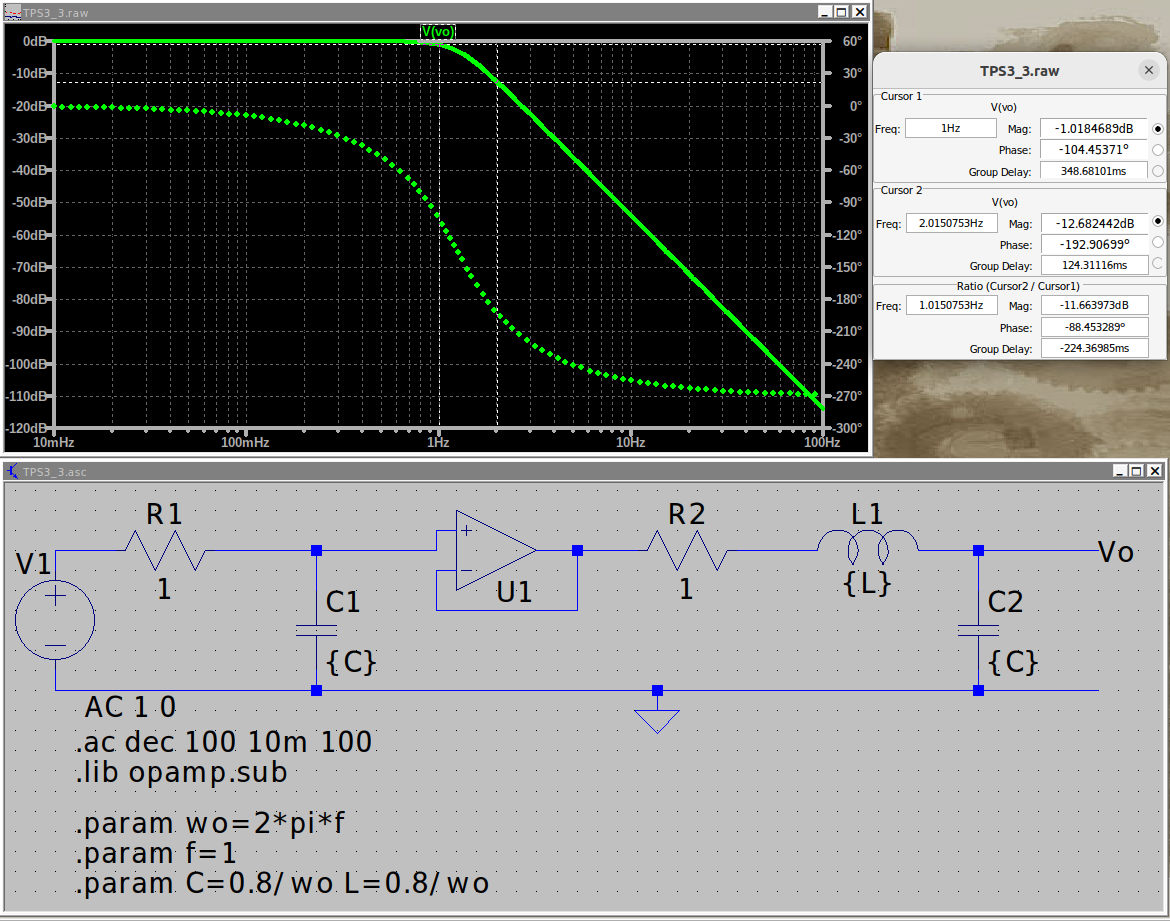 TPS3_3.raw
V(vo)
0dB
-10dB
-20dB
-30dB
-40dB
-50dB
-60dB
-70dB
-80dB
-90dB
-100dB
-110dB
-120dB
60°
30°
0°
-30°
-60°
-90°
-120°
-150°
-180°
-210°
-240°
-270°
-300°
10mHz 100mHz 1Hz 10Hz 100Hz
TPS3_3.raw
Cursor 1
V(vo)
Freq: 1Hz Mag: -1.0184689dB
Phase: -104.45371°
Group Delay: 348.68101ms
Cursor 2
V(vo)
Freq: 2.0150753Hz Mag: -12.682442dB
Phase: -192.90699°
Group Delay: 124.31116ms
Ratio (Cursor2 / Cursor1)
Freq: 1.0150753Hz Mag: -11.663973dB
Phase: -88.453289°
Group Delay: -224.36985ms
TPS3_3.asc
R1
1
V1
C1
{C}
U1
R2
1
L1
{L}
C2
{C}
Vo
AC 1 0
.ac dec 100 10m 100
.lib opamp.sub
.param wo=2*pi*f
.param f=1
.param C=0.8/wo L=0.8/wo